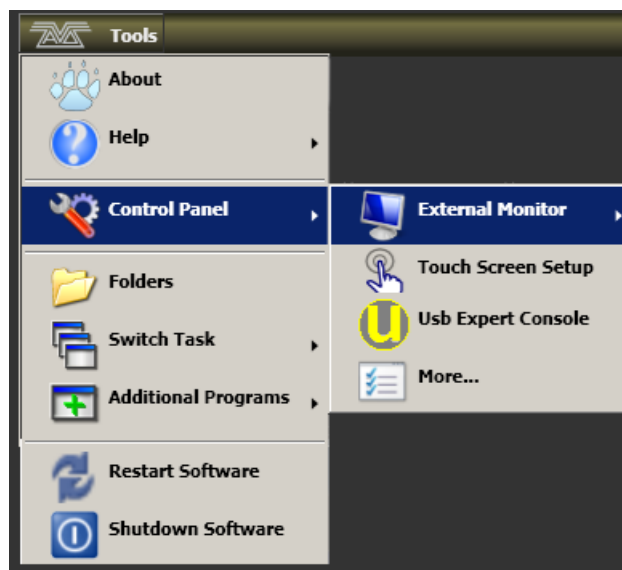 Tools
About
Help
Control Panel
External Monitor
Touch Screen Setup
Folders
Usb Expert Console
Switch Task
More...
Additional Programs
Restart Software
Shutdown Software